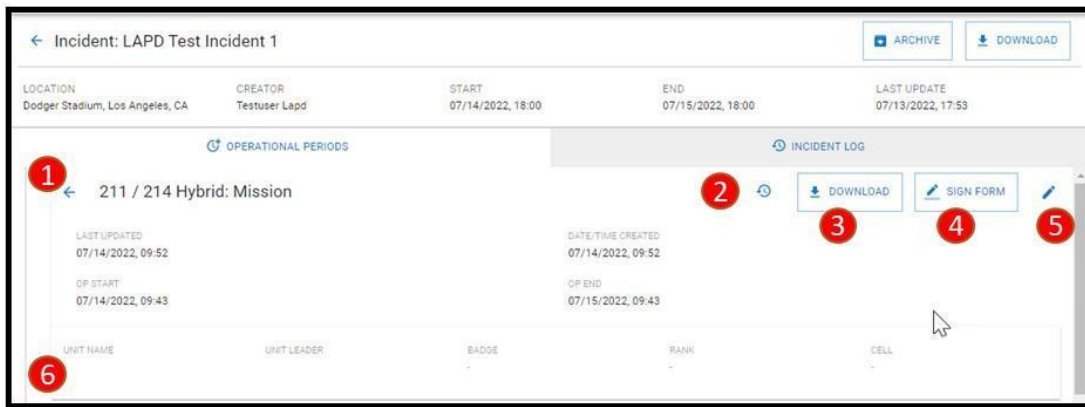 Incident: LAPD Test Incident 1
ARCHIVE
DOWNLOAD
LOCATION CREATOR START END LAST UPDATE
Dodger Stadium, Los Angeles, CA Testuser Lapd 07/14/2022, 18:00 07/15/2022, 18:00 07/13/2022, 17:53
OPERATIONAL PERIODS INCIDENT LOG
1
211 / 214 Hybrid: Mission
2
DOWNLOAD SIGN FORM
3 4 5
LAST UPDATED DATE/TIME CREATED
07/14/2022, 09:52 07/14/2022, 09:52
OP START OP END
07/14/2022, 09:43 07/15/2022, 09:43
UNIT NAME UNIT LEADER BADGE RANK CELL
- - -
6